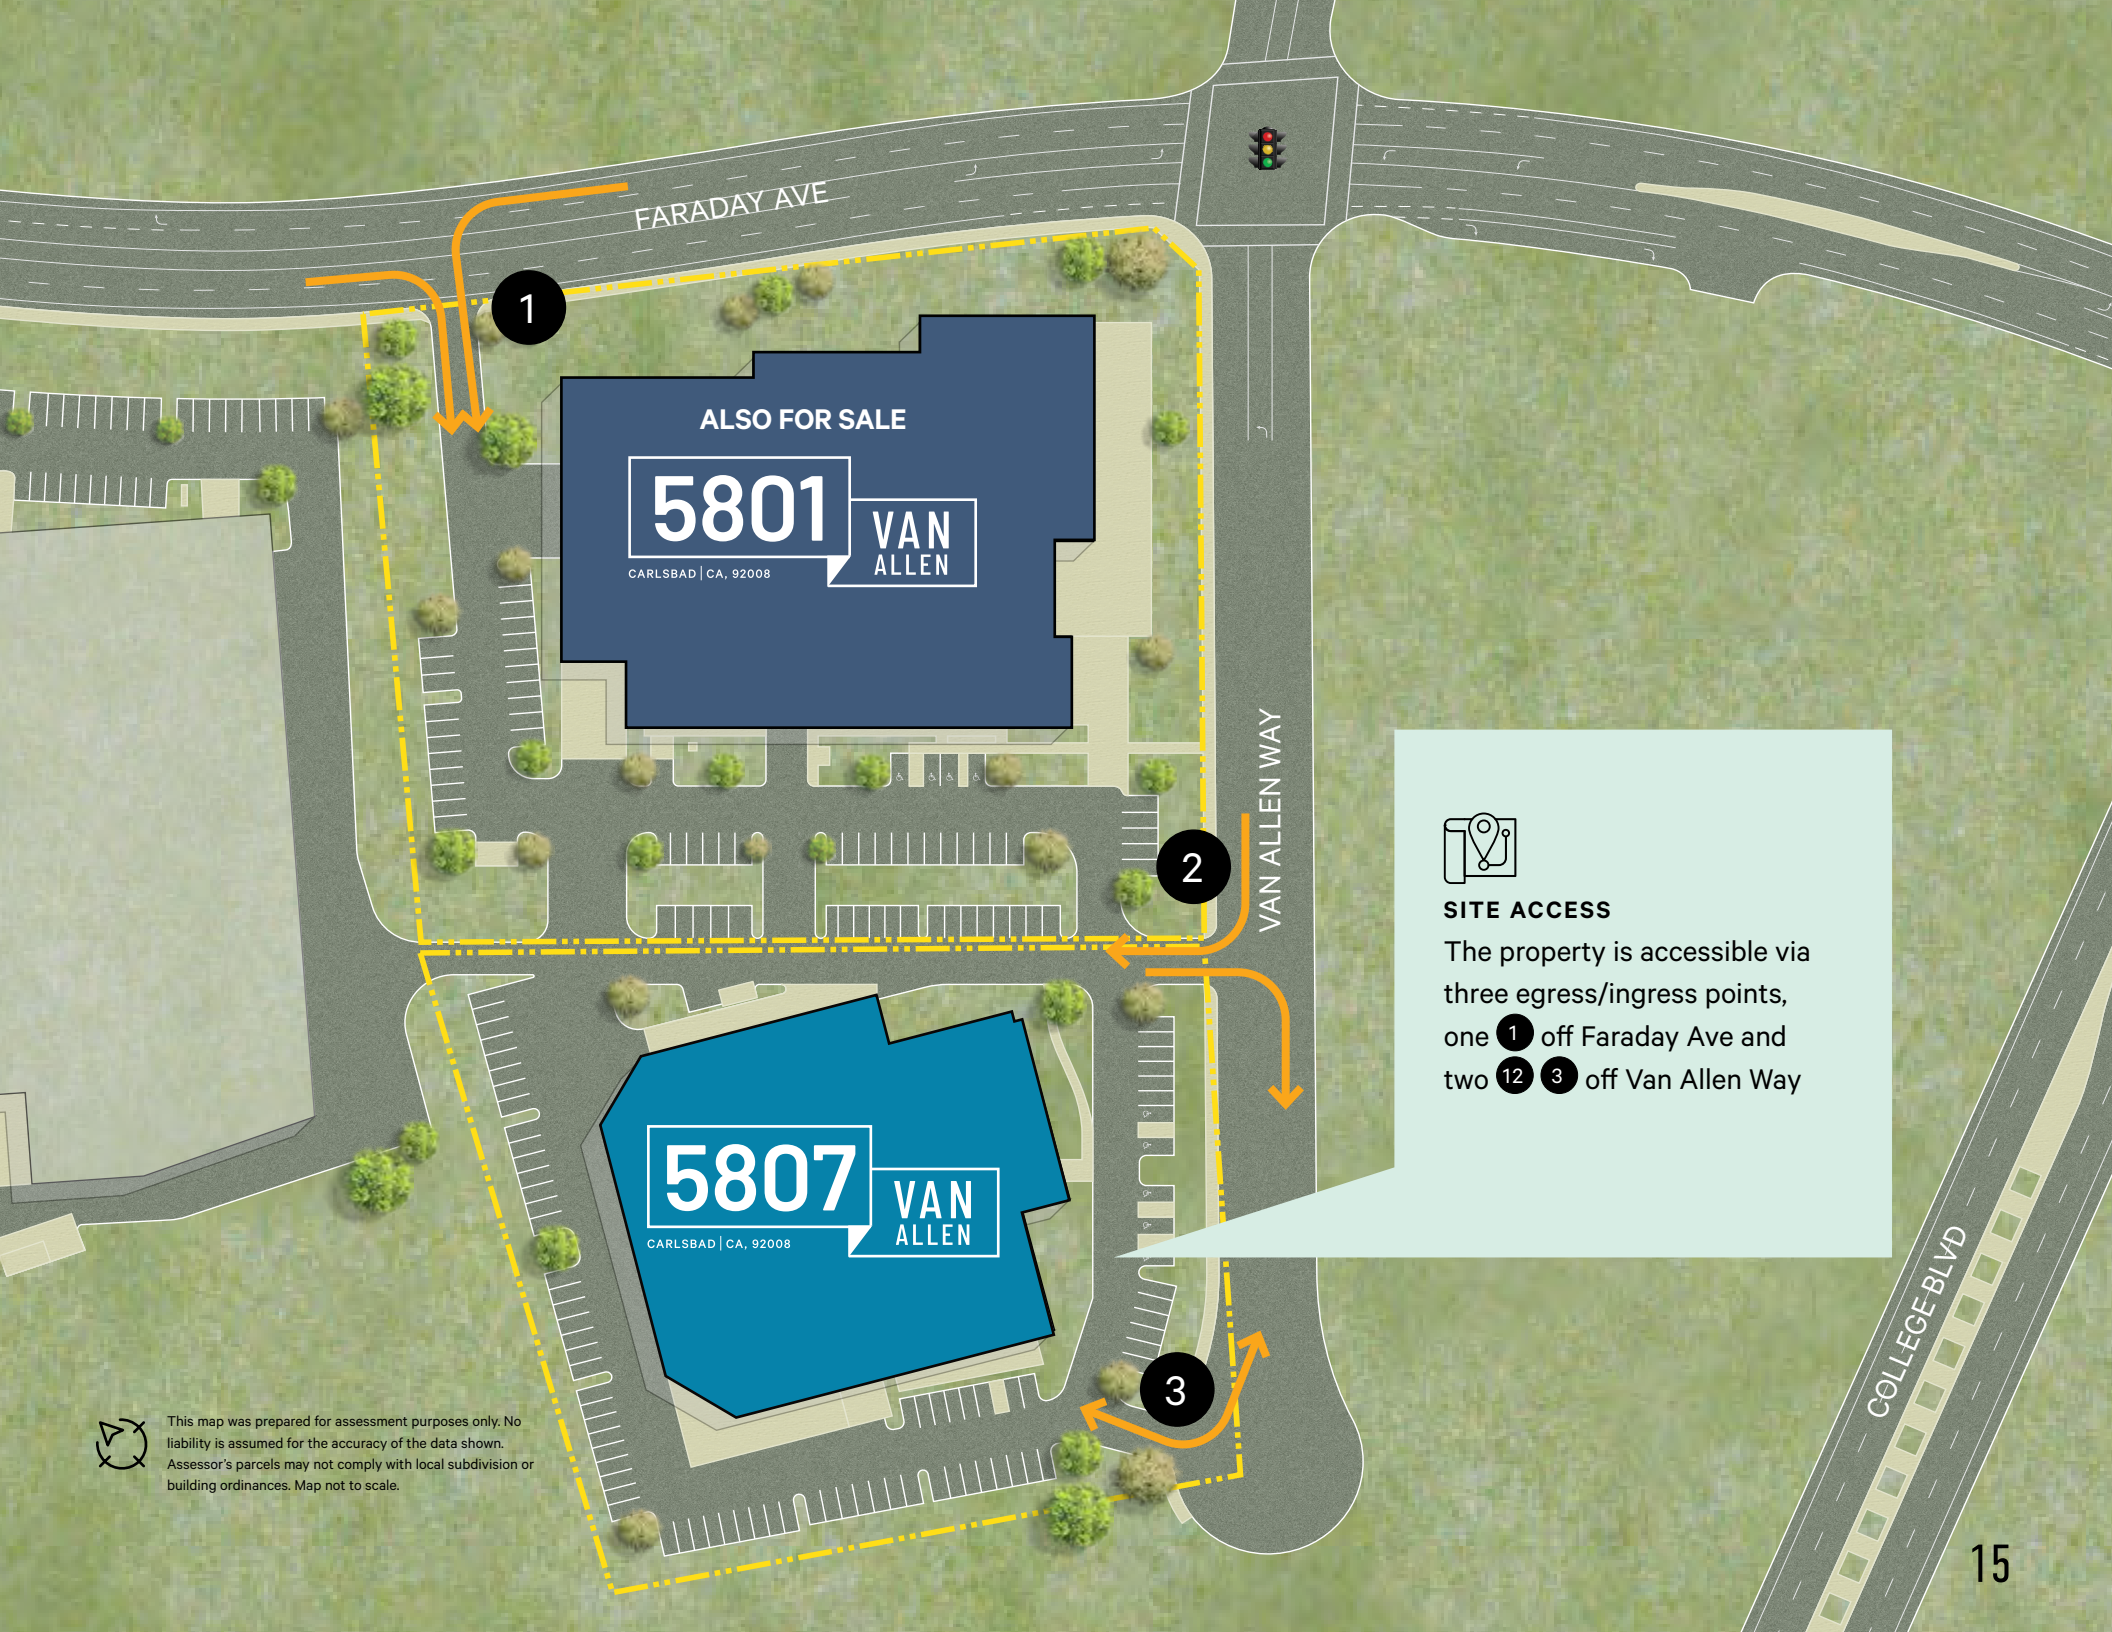 FARADAY AVE
1
ALSO FOR SALE
5801
VAN
ALLEN
CARLSBAD | CA, 92008
VAN ALLEN WAY
2
SITE ACCESS
The property is accessible via
three egress/ingress points,
one 1 off Faraday Ave and
two 12 3 off Van Allen Way
5807
VAN
ALLEN
CARLSBAD | CA, 92008
COLLEGE BLVD
3
This map was prepared for assessment purposes only. No
liability is assumed for the accuracy of the data shown.
Assessor's parcels may not comply with local subdivision or
building ordinances. Map not to scale.
15